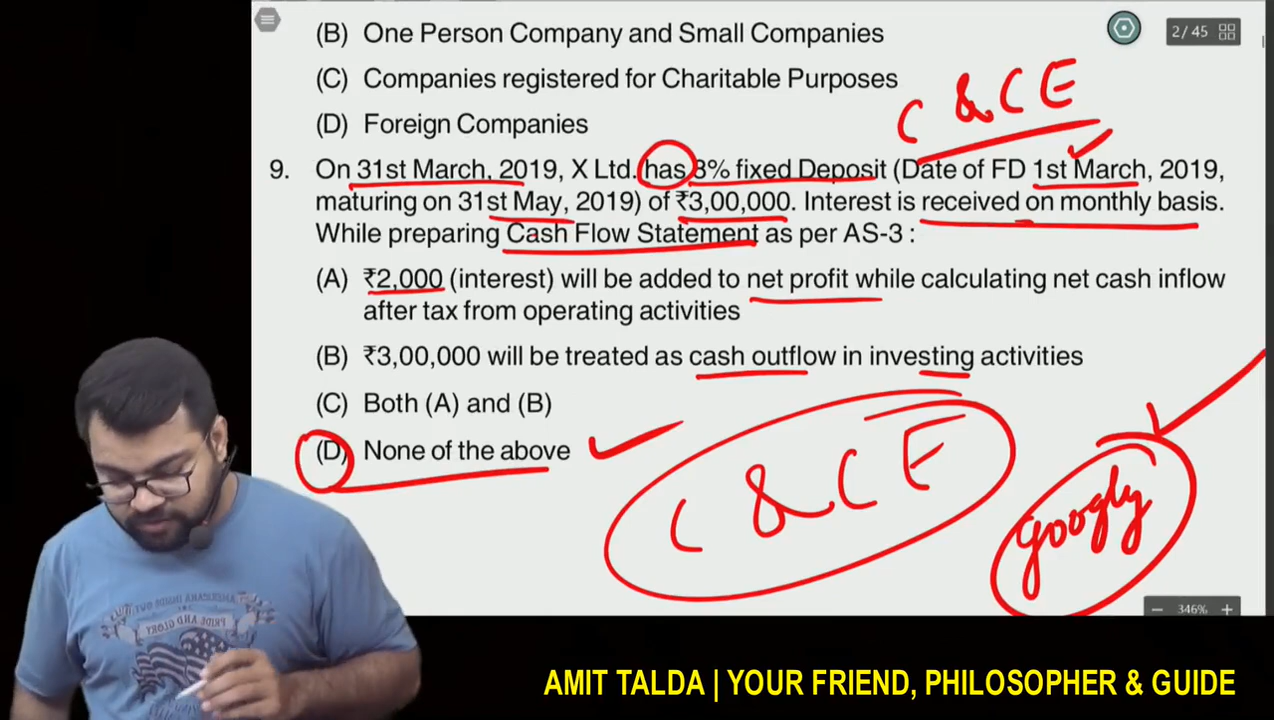 (B) One Person Company and Small Companies
2/45
(C) Companies registered for Charitable Purposes
C & C E
(D) Foreign Companies
9. On 31st March, 2019, X Ltd. has 8% fixed Deposit (Date of FD 1st March, 2019,
maturing on 31st May, 2019) of ₹3,00,000. Interest is received on monthly basis.
While preparing Cash Flow Statement as per AS-3 :
(A) ₹2,000 (interest) will be added to net profit while calculating net cash inflow
after tax from operating activities
(B) ₹3,00,000 will be treated as cash outflow in investing activities
(C) Both (A) and (B)
(D) None of the above
C & C E
googly
346%
AMIT TALDA | YOUR FRIEND, PHILOSOPHER & GUIDE